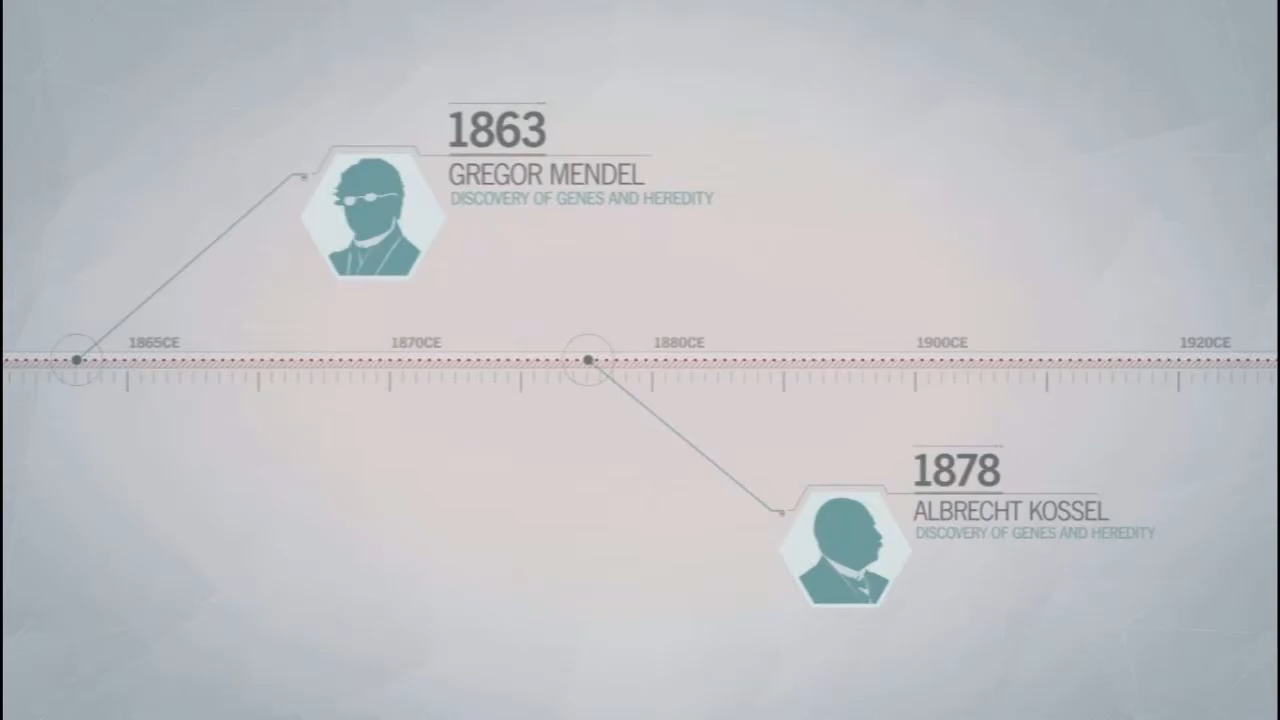 1863
GREGOR MENDEL
DISCOVERY OF GENES AND HEREDITY
1865CE
1870CE
1880CE
1900CE
1920CE
1878
ALBRECHT KOSSEL
DISCOVERY OF GENES AND HEREDITY